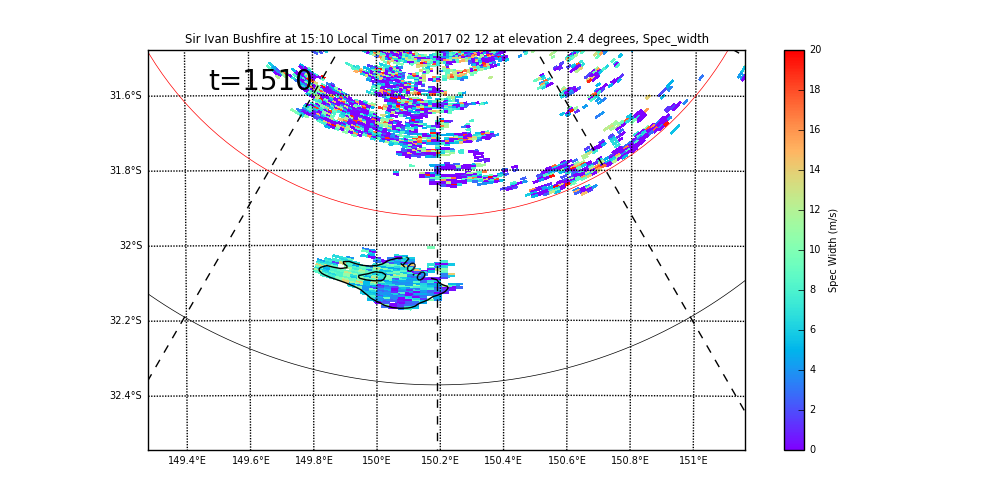 Sir Ivan Bushfire at 15:10 Local Time on 2017 02 12 at elevation 2.4 degrees, Spec_width
t=1510
31.6°S
31.8°S
32°S
32.2°S
32.4°S
10.0
149.4°E 149.6°E 149.8°E 150°E 150.2°E 150.4°E 150.6°E 150.8°E 151°E
20
18
16
14
12
10
8
6
4
2
0
Spec Width (m/s)